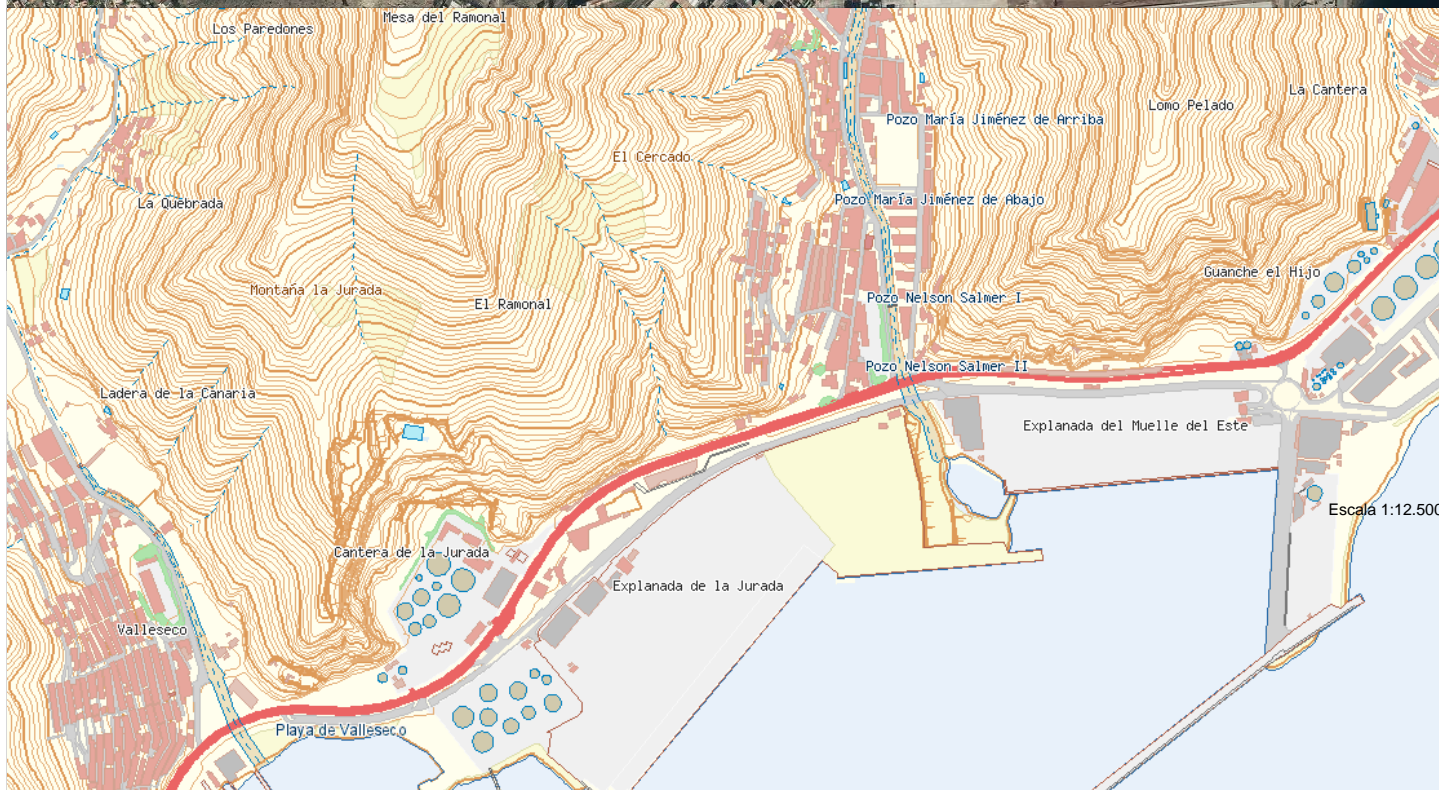 Mesa del Ramonal
Los Paredones
La Cantera
Lomo Pelado
Pozo María Jiménez de Arriba
El Cercado
La Quebrada
Pozo María Jiménez de Abajo
Guanche el Hijo
Montaña la Jurada
El Ramonal
Pozo Nelson Salmer I
Pozo Nelson Salmer II
Ladera de la Canaria
Explanada del Muelle del Este
Escala 1:12.500
Cantera de la Jurada
Explanada de la Jurada
Valleseco
Playa de Valleseco